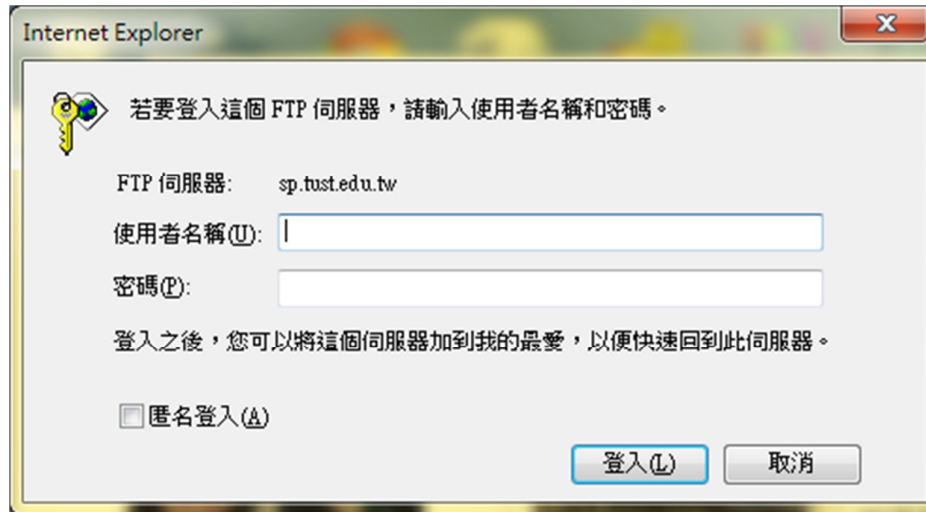 Internet Explorer
若要登入這個 FTP 伺服器，請輸入使用者名稱和密碼。
FTP 伺服器: sp.tust.edu.tw
使用者名稱(U):
密碼(P):
登入之後，您可以將這個伺服器加到我的最愛，以便快速回到此伺服器。
匿名登入(A)
登入(L) 取消